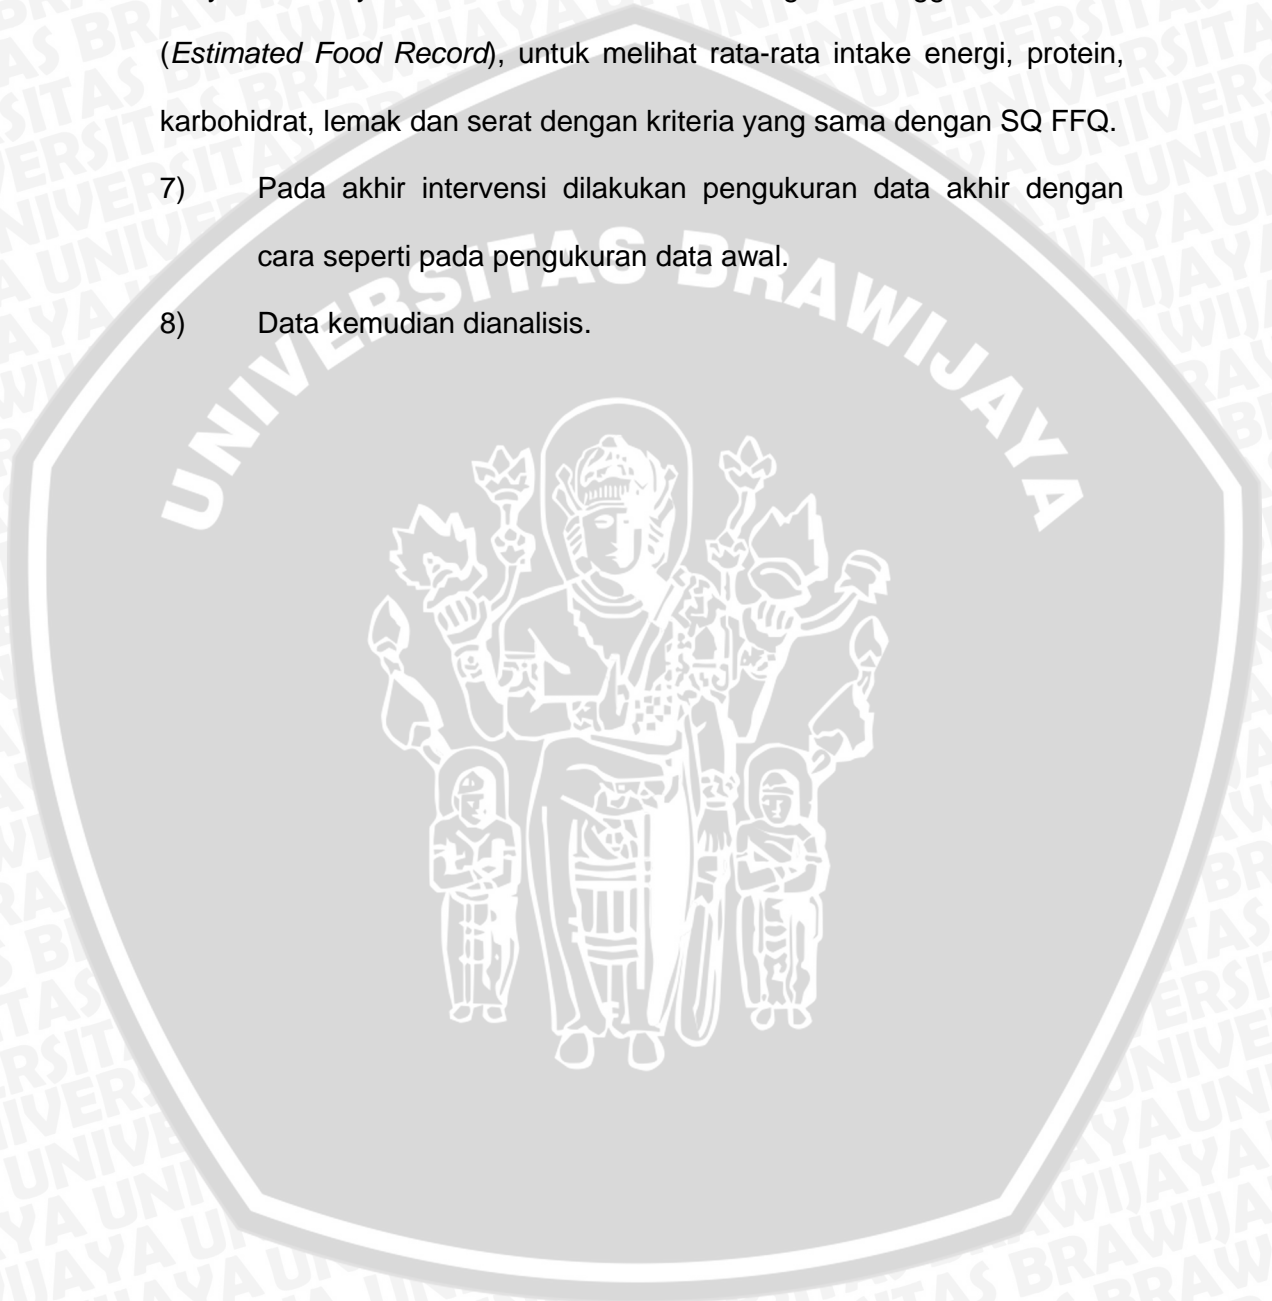 (Estimated Food Record), untuk melihat rata-rata intake energi, protein,
karbohidrat, lemak dan serat dengan kriteria yang sama dengan SQ FFQ.
7) Pada akhir intervensi dilakukan pengukuran data akhir dengan
cara seperti pada pengukuran data awal.
8) Data kemudian dianalisis.
UNIVERSITAS BRAWIJAYA